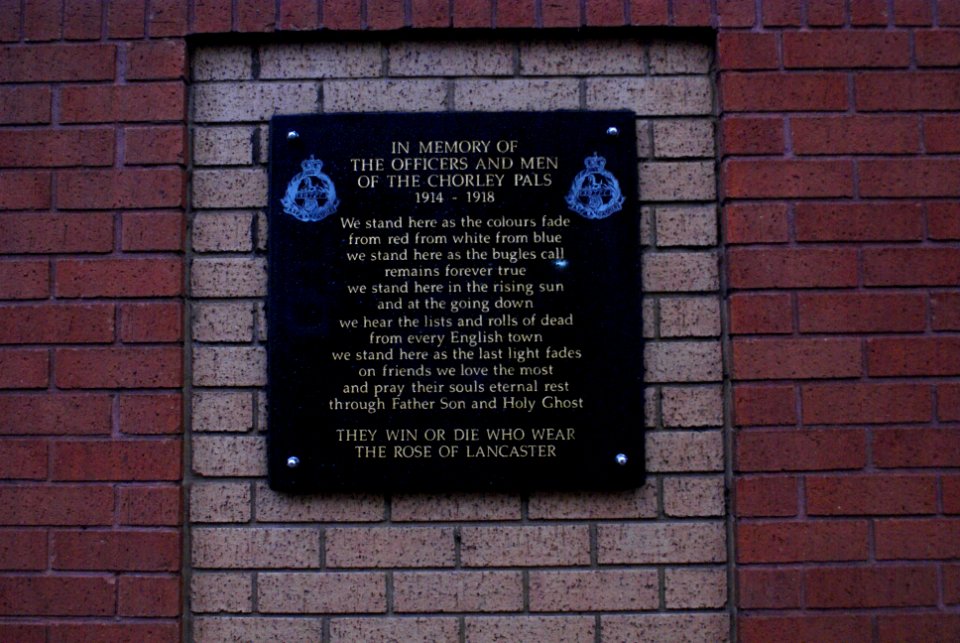 IN MEMORY OF
THE OFFICERS AND MEN
OF THE CHORLEY PALS
1914 - 1918
We stand here as the colours fade
from red from white from blue
we stand here as the bugles call
remains forever true
we stand here in the rising sun
and at the going down
we hear the lists and rolls of dead
from every English town
we stand here as the last light fades
on friends we love the most
and pray their souls eternal rest
through Father Son and Holy Ghost
THEY WIN OR DIE WHO WEAR
THE ROSE OF LANCASTER